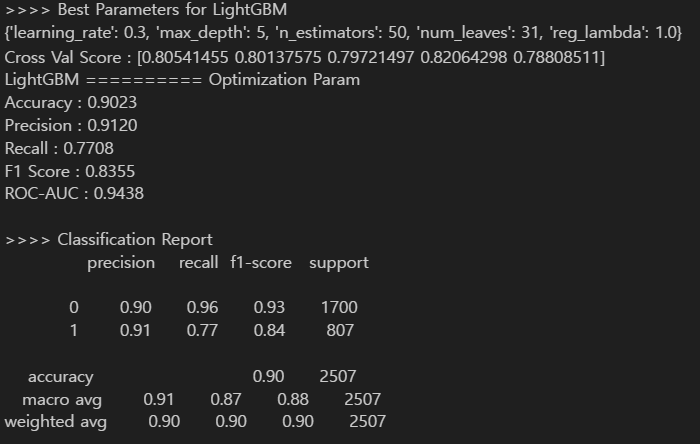 >>>> Best Parameters for LightGBM
{'learning_rate': 0.3, 'max_depth': 5, 'n_estimators': 50, 'num_leaves': 31, 'reg_lambda': 1.0}
Cross Val Score : [0.80541455 0.80137575 0.79721497 0.82064298 0.78808511]
LightGBM ========== Optimization Param
Accuracy : 0.9023
Precision : 0.9120
Recall : 0.7708
F1 Score : 0.8355
ROC-AUC : 0.9438
>>>> Classification Report
precision recall f1-score support
0 0.90 0.96 0.93 1700
1 0.91 0.77 0.84 807
accuracy 0.90 2507
macro avg 0.91 0.87 0.88 2507
weighted avg 0.90 0.90 0.90 2507